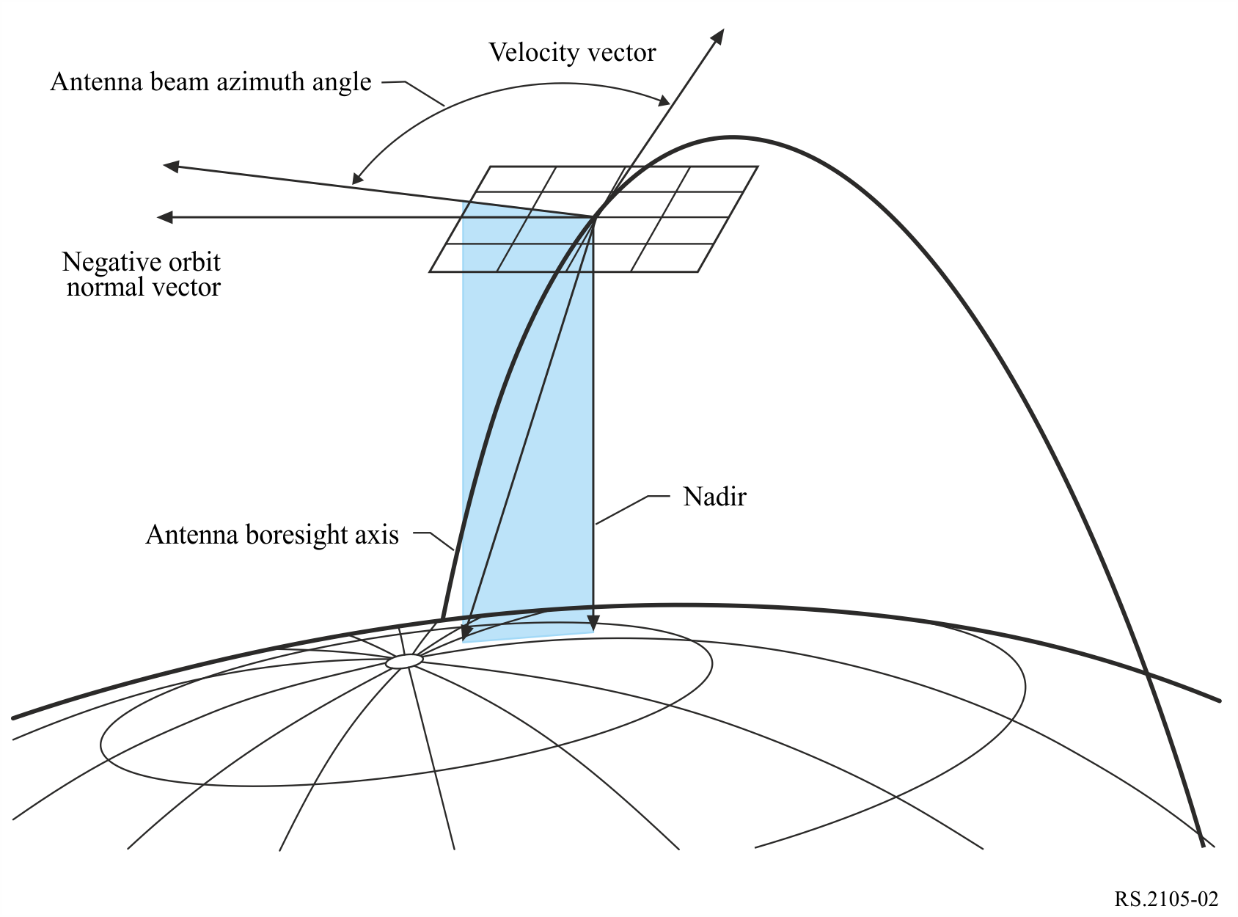 Velocity vector
Antenna beam azimuth angle
Negative orbit
normal vector
Nadir
Antenna boresight axis
RS.2105-02